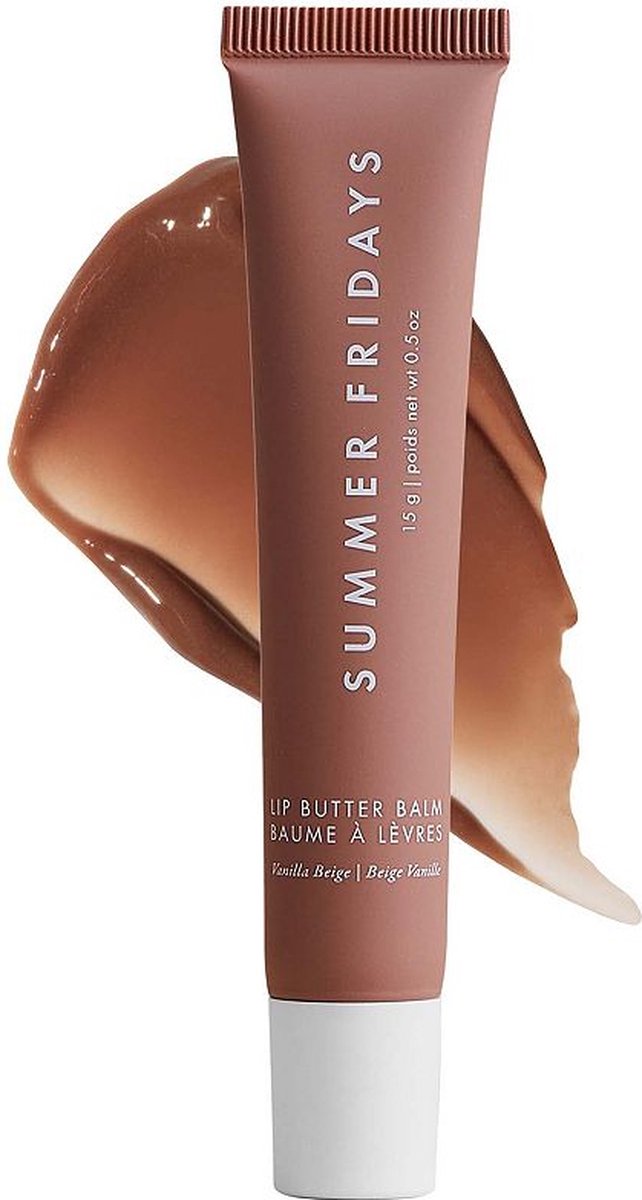 SUMMER FRIDAYS
15 g | poids net wt 0.5 oz
LIP BUTTER BALM
BAUME À LÈVRES
Vanilla Beige | Beige Vanille